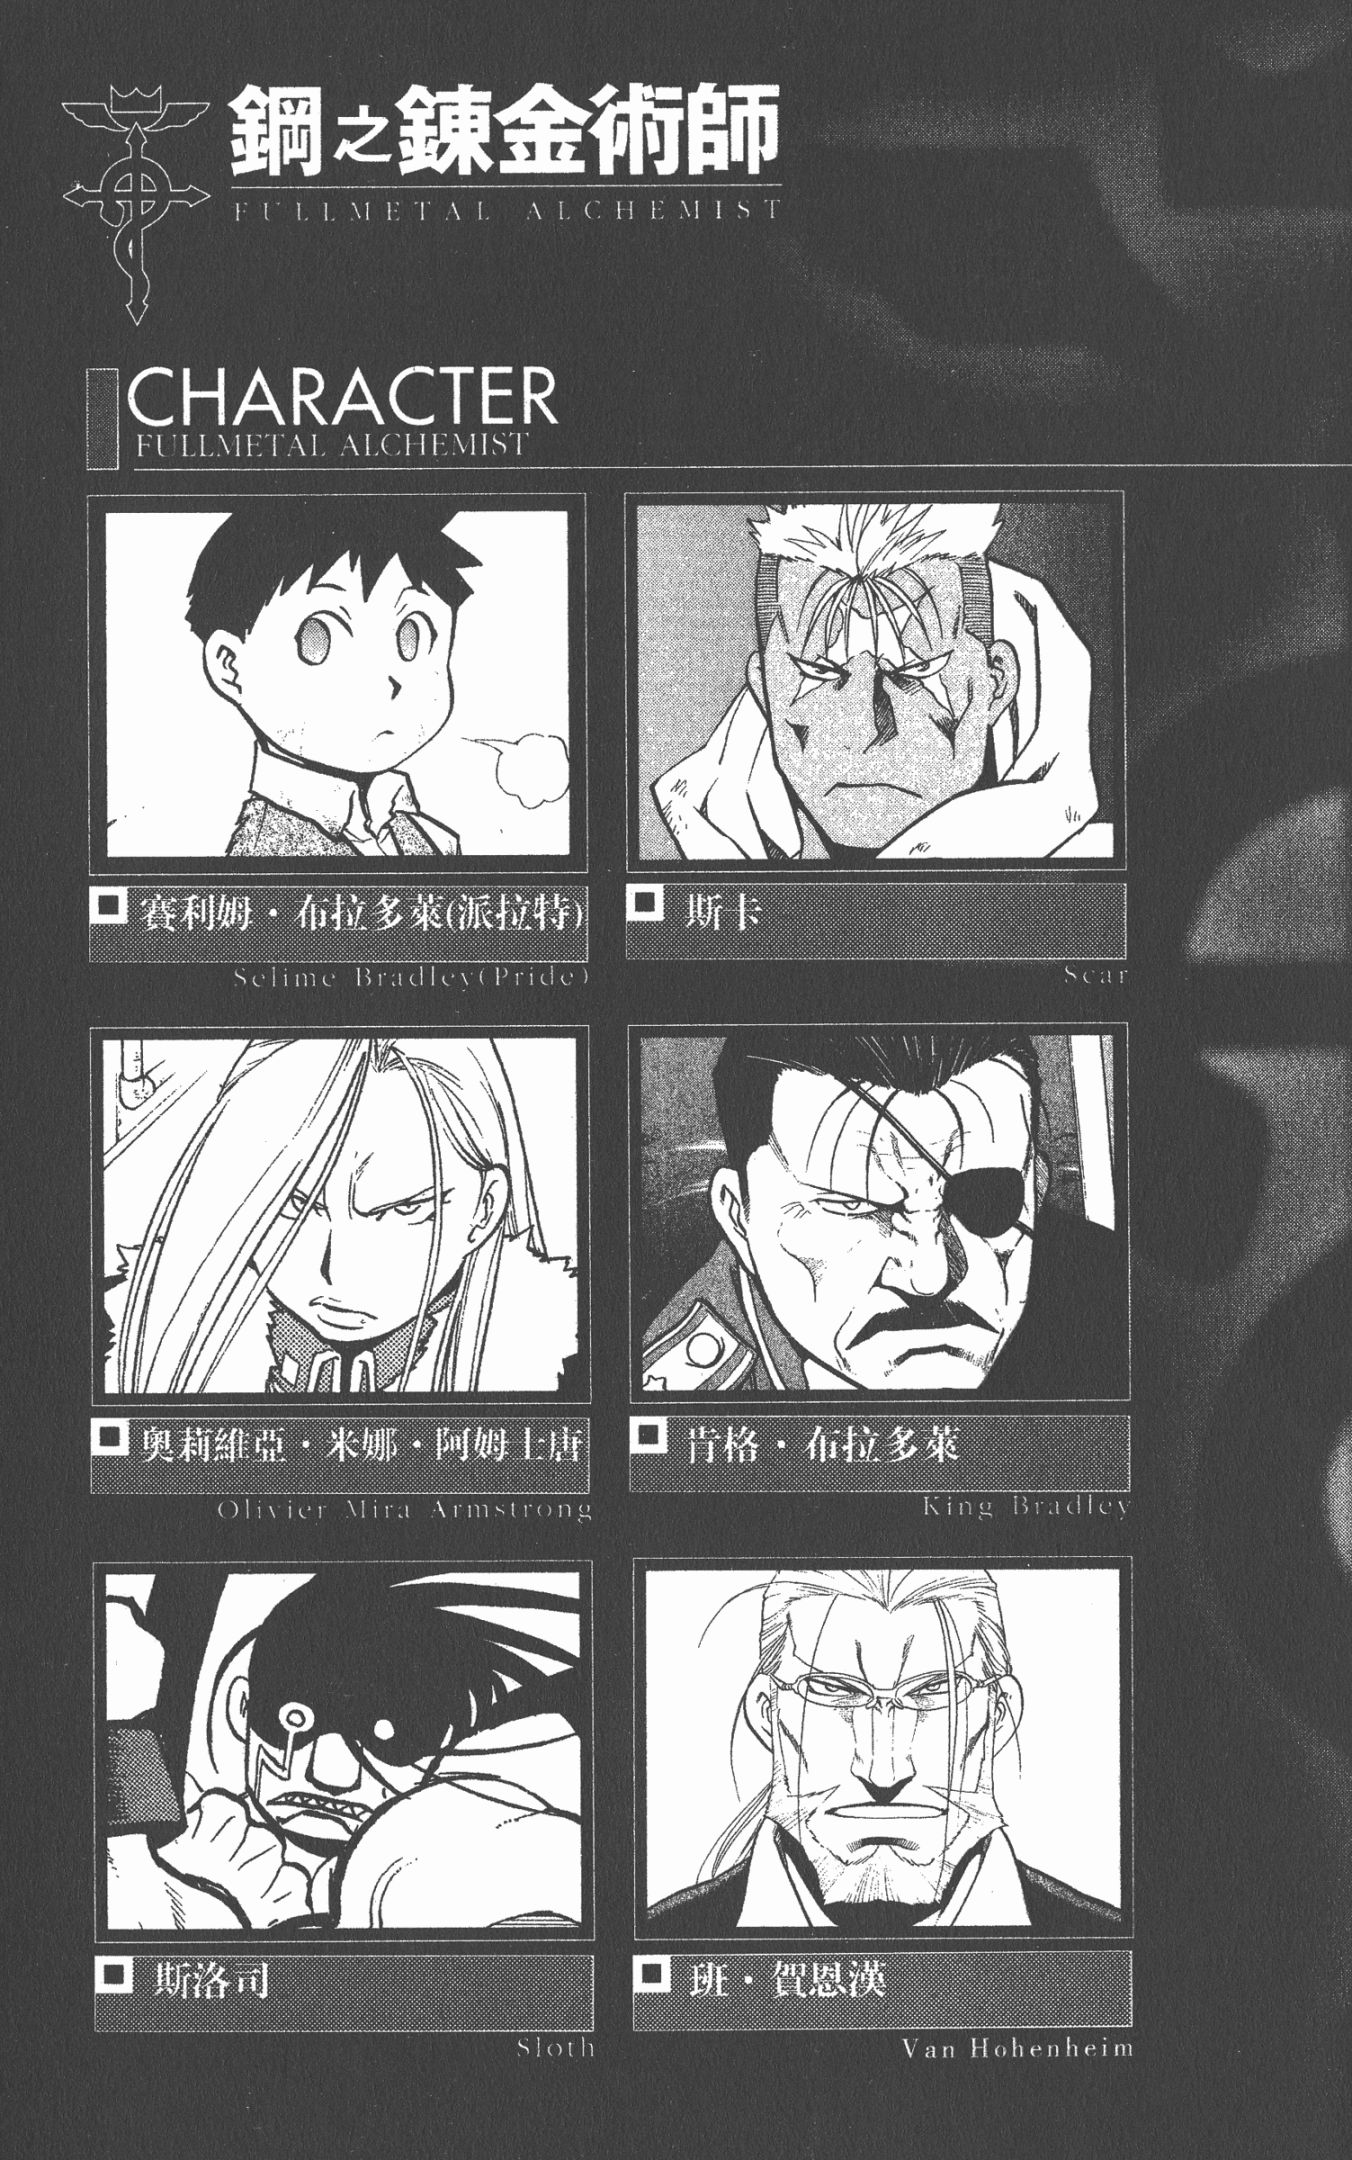 鋼之錬金術師
FULLMETAL ALCHEMIST
CHARACTER
FULLMETAL ALCHEMIST
賽利姆・布拉多萊(派拉特)
Selime Bradley(Pride)
斯卡
Scar
奧莉維亞・米娜・阿姆士唐
Olivier Mira Armstrong
肯格・布拉多萊
King Bradley
斯洛司
Sloth
班・賀恩漢
Van Hohenheim